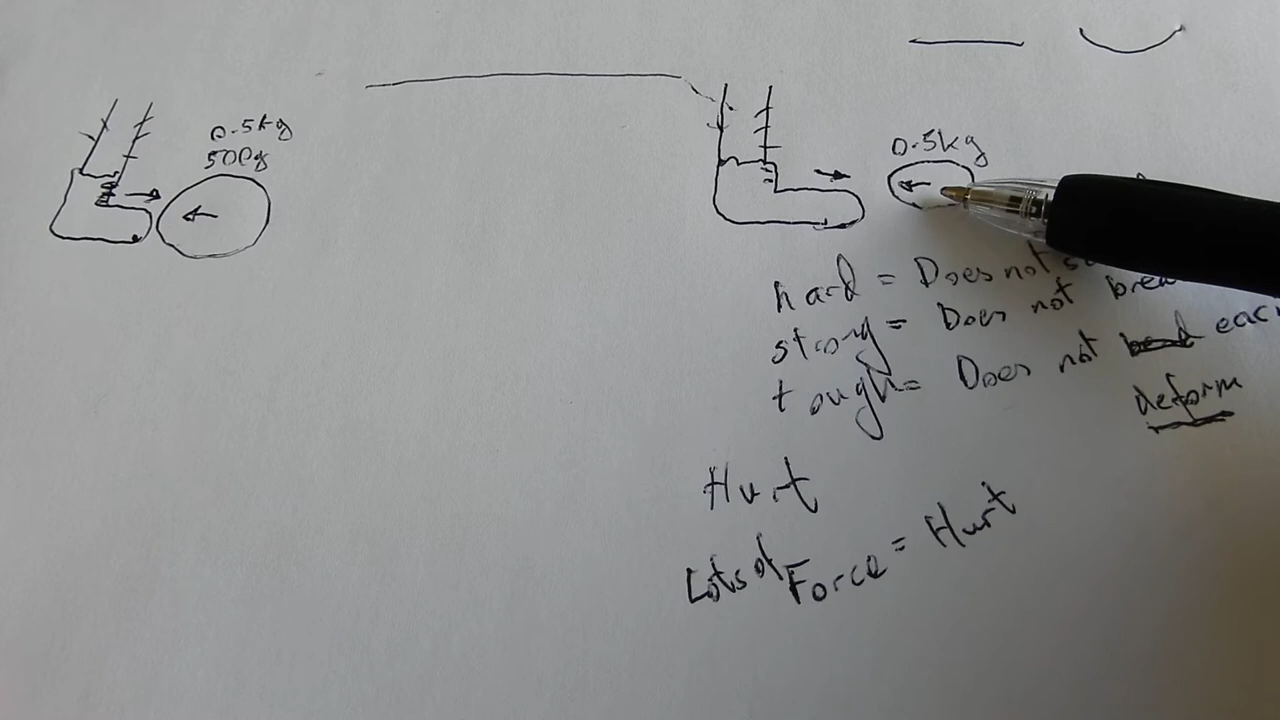 0.5kg
500g
0.5kg
hard = Does not
strong = Does not
tough = Does not
deform
Hurt
Lots of Force = Hurt